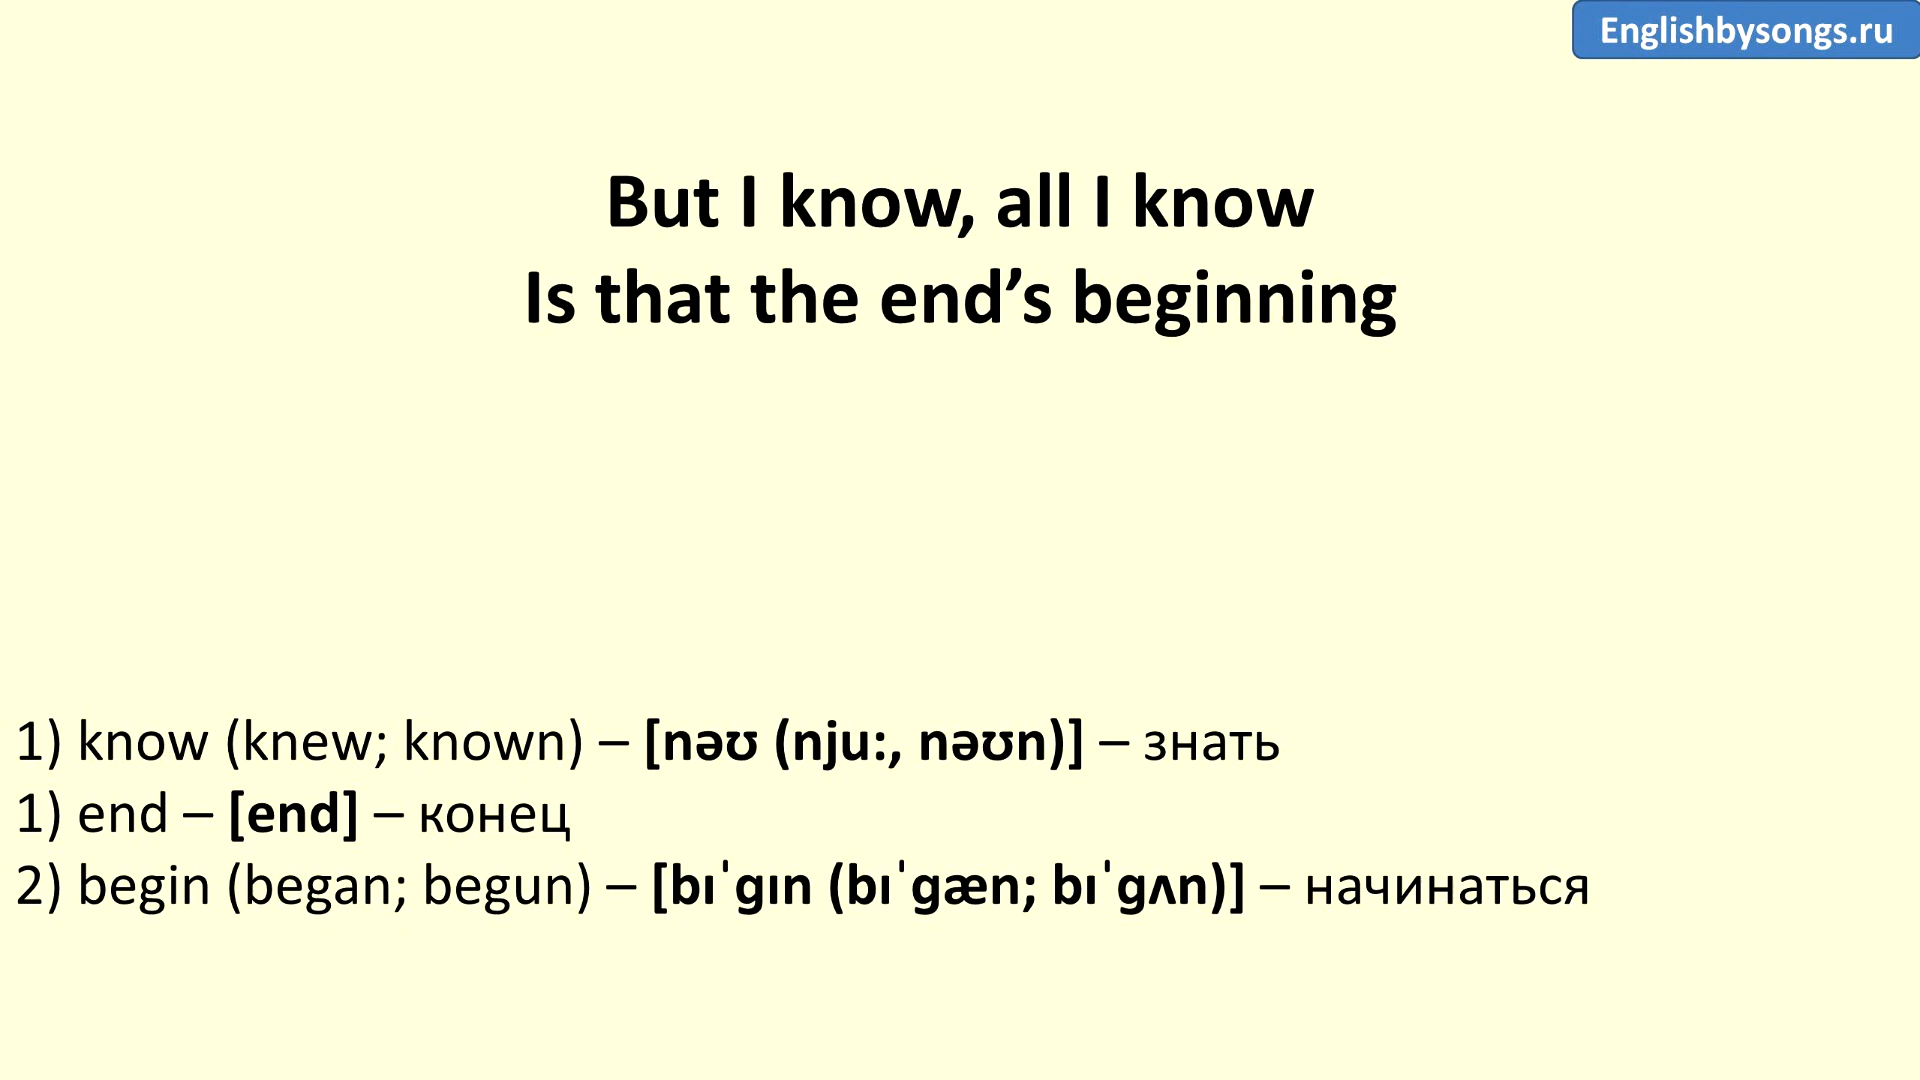 Englishbysongs.ru
But I know, all I know
Is that the end’s beginning
1) know (knew; known) – [nəʊ (nju:, nəʊn)] – знать
1) end – [end] – конец
2) begin (began; begun) – [bɪˈgɪn (bɪˈgæn; bɪˈgʌn)] – начинаться